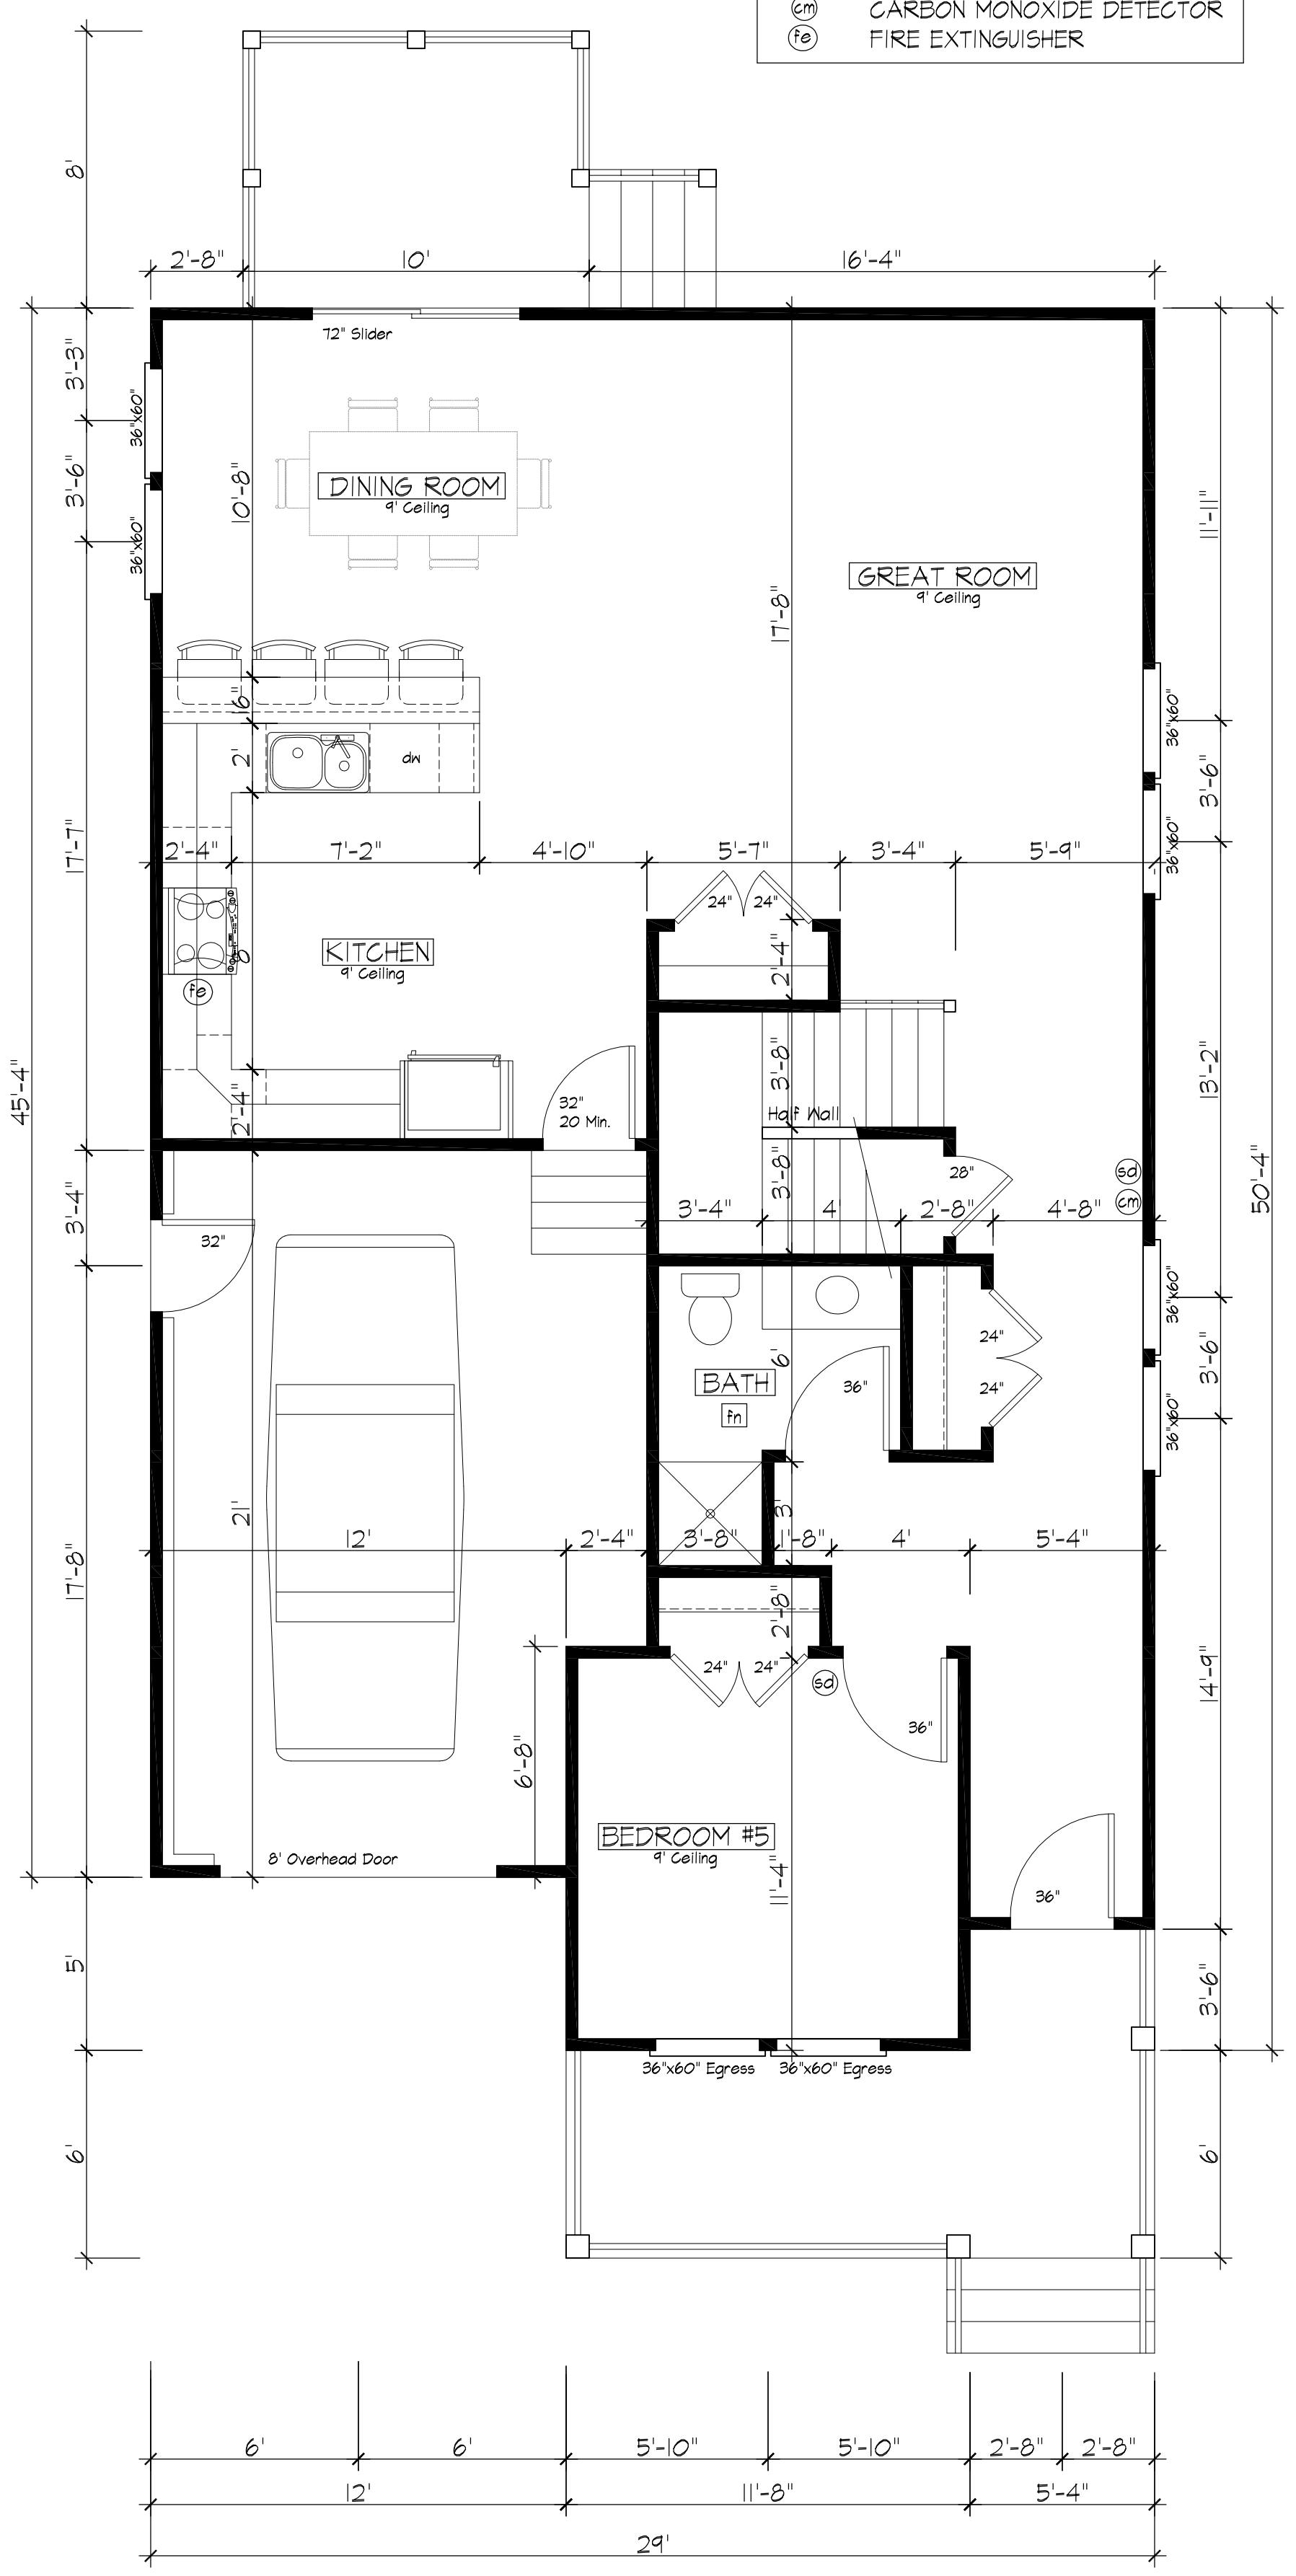 cm CARBON MONOXIDE DETECTOR
fe FIRE EXTINGUISHER
8'
2'-8" 10' 16'-4"
72" Slider
3'-3"
36"x60"
3'-6"
36"x60"
10'-8"
DINING ROOM
9' Ceiling
GREAT ROOM
9' Ceiling
17'-8"
11'-11"
16"
2'
dw
36"x60"
3'-6"
36"x60"
17'-7"
2'-4" 7'-2" 4'-10" 5'-7" 3'-4" 5'-9"
24" 24"
2'-4"
8'
KITCHEN
9' Ceiling
fe
45'-4"
2'-4"
32"
20 Min.
3'-8"
Half Wall
3'-8"
28"
13'-2"
sd
cm
50'-4"
3'-4"
32"
3'-4" 4' 2'-8" 4'-8"
36"x60"
3'-6"
36"x60"
24"
24"
6'
BATH
fn
36"
21'
17'-8"
12' 2'-4" 3'-8" 1'-8" 4' 5'-4"
3'
2'-8"
24" 24"
sd
36"
14'-9"
6'-8"
BEDROOM #5
9' Ceiling
11'-4"
8' Overhead Door
36"
5'
3'-6"
36"x60" Egress 36"x60" Egress
6'
6'
6' 6' 5'-10" 5'-10" 2'-8" 2'-8"
12' 11'-8" 5'-4"
29'